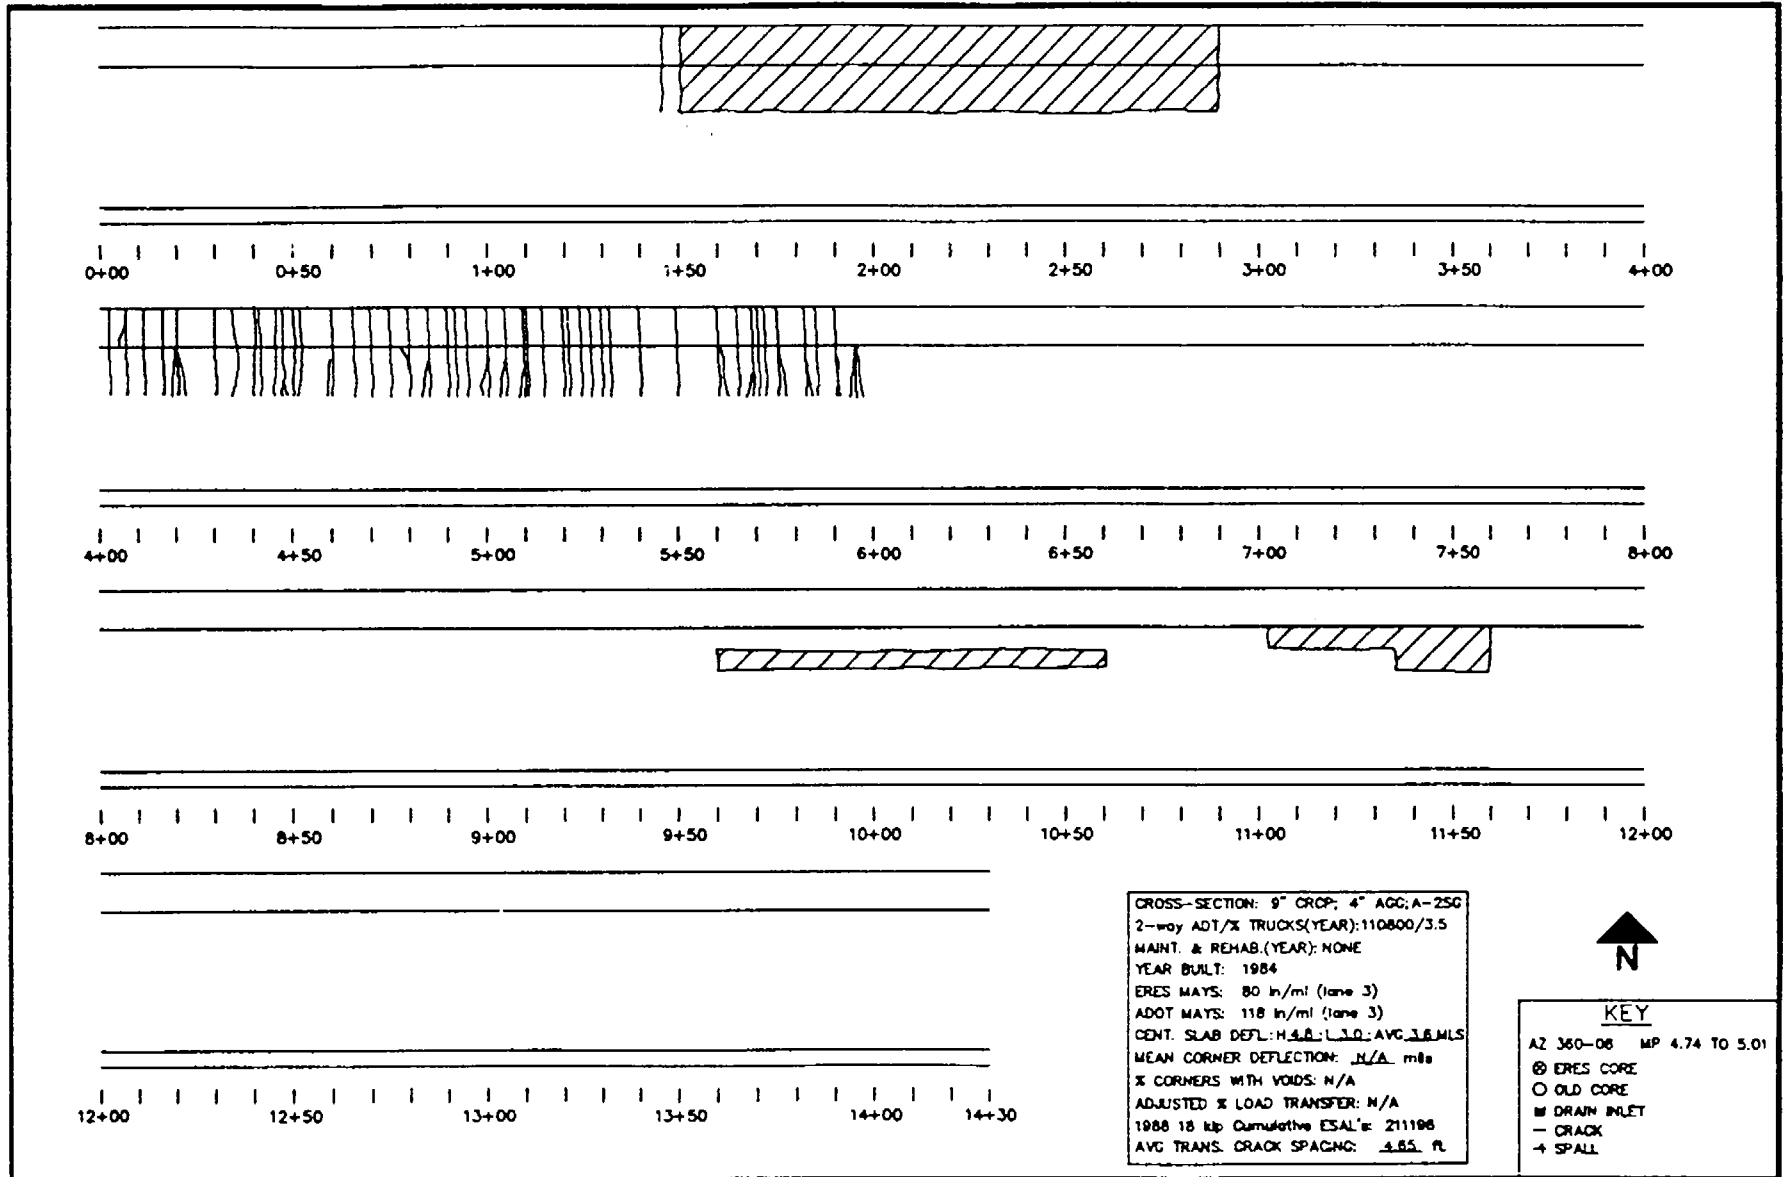 0+00 0+50 1+00 1+50 2+00 2+50 3+00 3+50 4+00
4+00 4+50 5+00 5+50 6+00 6+50 7+00 7+50 8+00
8+00 8+50 9+00 9+50 10+00 10+50 11+00 11+50 12+00
12+00 12+50 13+00 13+50 14+00 14+30
CROSS-SECTION: 9" CRCP; 4" AGG; A-2SG
2-way ADT/% TRUCKS(YEAR):110800/3.5
MAINT. & REHAB.(YEAR): NONE
YEAR BUILT: 1984
ERES MAYS: 80 in/mi (lane 3)
ADOT MAYS: 118 in/mi (lane 3)
CENT. SLAB DEFL.: H 4.8; L 3.0; AVG 3.6 MLS
MEAN CORNER DEFLECTION: N/A mils
% CORNERS WITH VOIDS: N/A
ADJUSTED % LOAD TRANSFER: N/A
1988 18 kip Cumulative ESAL's: 211196
AVG TRANS. CRACK SPACNG: 4.65 ft.
N
KEY
AZ 360-06 MP 4.74 TO 5.01
ERES CORE
OLD CORE
DRAIN INLET
CRACK
SPALL